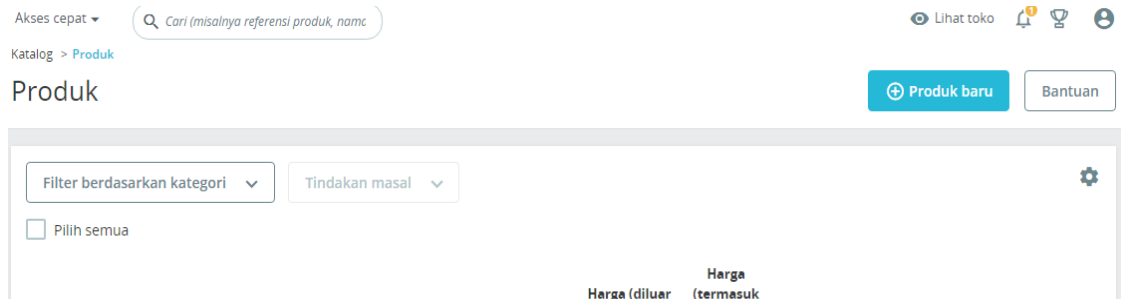 Akses cepat
Cari (misalnya referensi produk, nama
Lihat toko
1
Katalog > Produk
Produk
Produk baru
Bantuan
Filter berdasarkan kategori
Tindakan masal
Pilih semua
Harga
Harga (diluar (termasuk